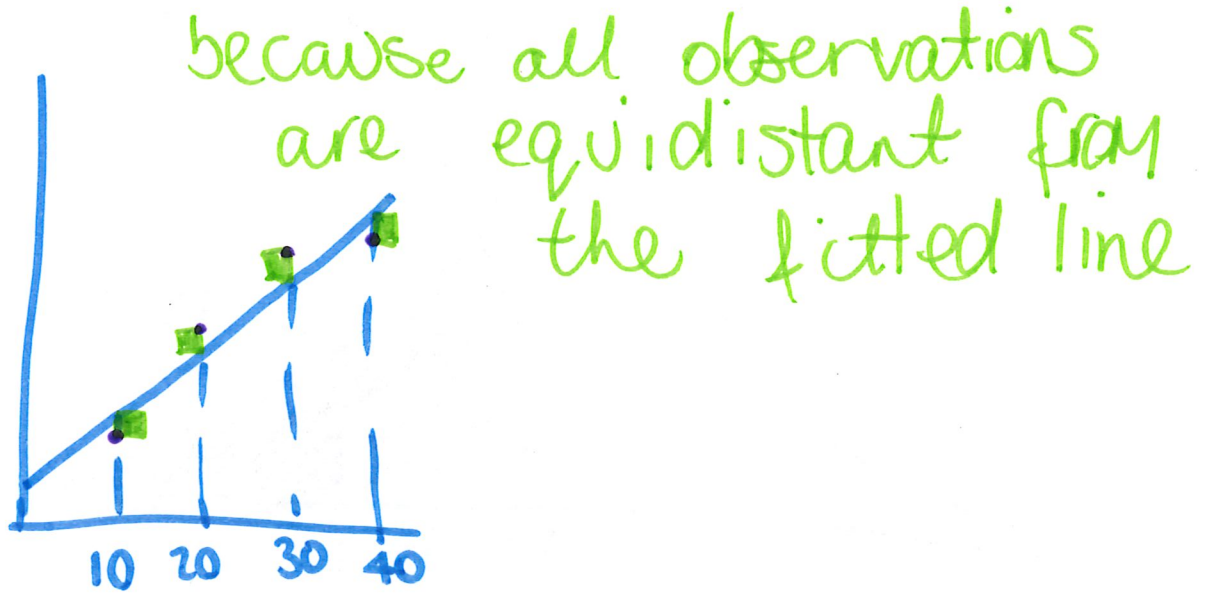 because all observations
are equidistant from
the fitted line
10 20 30 40